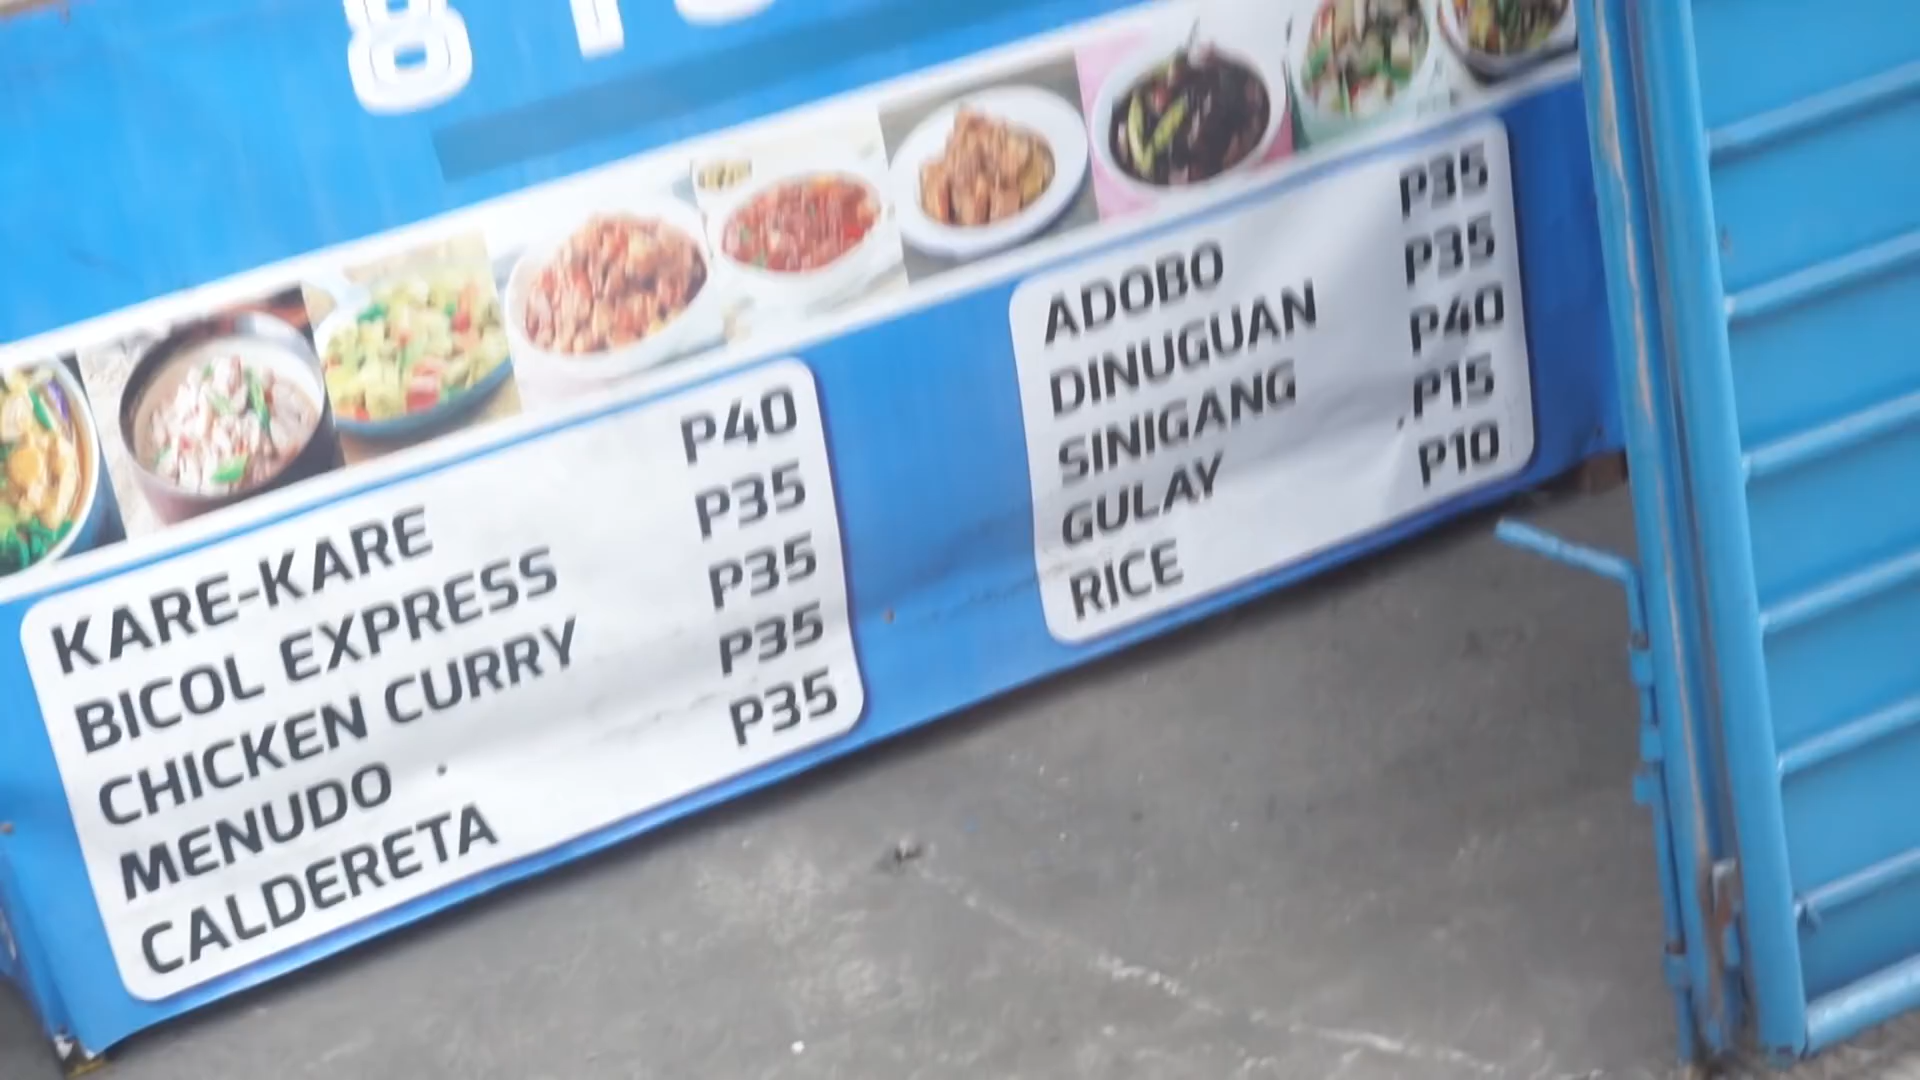 KARE-KARE P40
BICOL EXPRESS P35
CHICKEN CURRY P35
MENUDO P35
CALDERETA P35
ADOBO P35
DINUGUAN P35
SINIGANG P40
GULAY P15
RICE P10